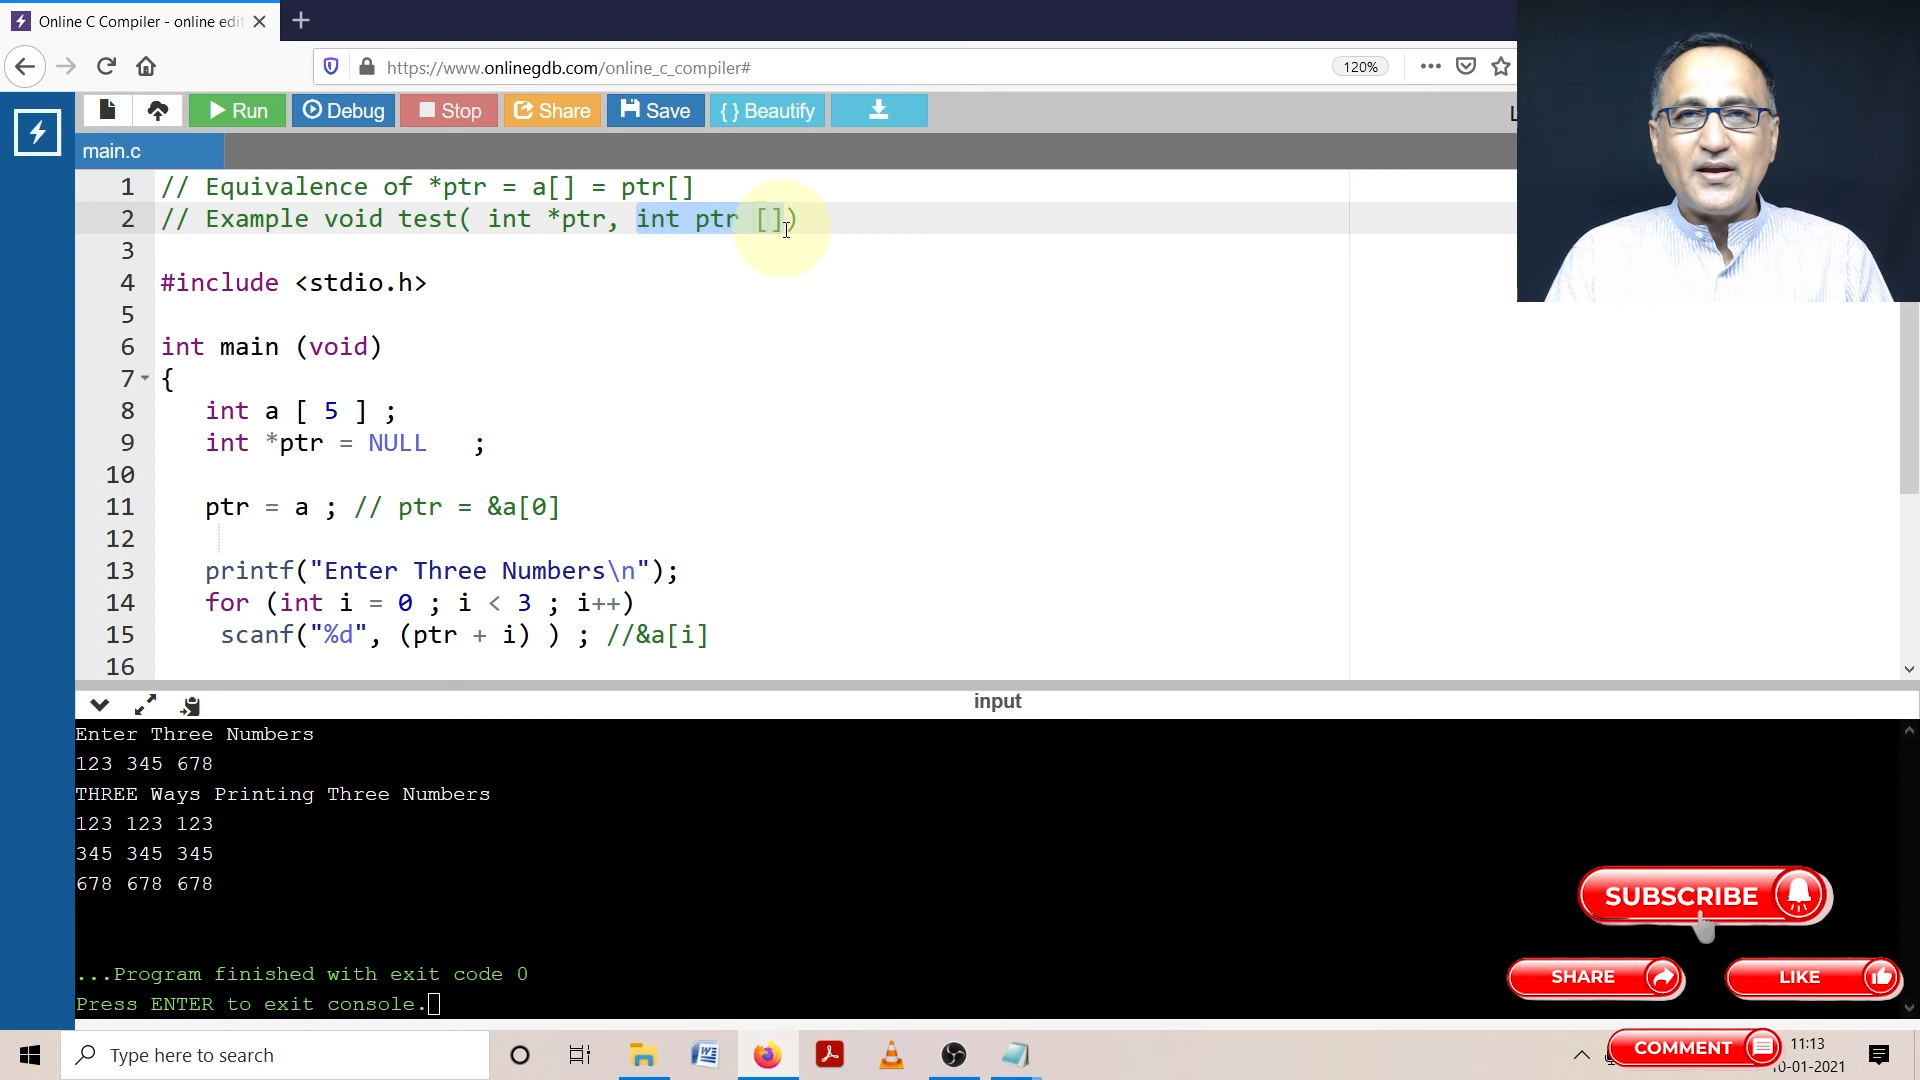 Online C Compiler - online edit
https://www.onlinegdb.com/online_c_compiler#
120%
Run
Debug
Stop
Share
Save
{ } Beautify
main.c
1 // Equivalence of *ptr = a[] = ptr[]
2 // Example void test( int *ptr, int ptr [])
3
4 #include <stdio.h>
5
6 int main (void)
7 {
8 int a [ 5 ] ;
9 int *ptr = NULL ;
10
11 ptr = a ; // ptr = &a[0]
12
13 printf("Enter Three Numbers\n");
14 for (int i = 0 ; i < 3 ; i++)
15 scanf("%d", (ptr + i) ) ; //&a[i]
16
input
Enter Three Numbers
123 345 678
THREE Ways Printing Three Numbers
123 123 123
345 345 345
678 678 678
...Program finished with exit code 0
Press ENTER to exit console.
SUBSCRIBE
SHARE
LIKE
COMMENT
Type here to search
11:13
0-01-2021